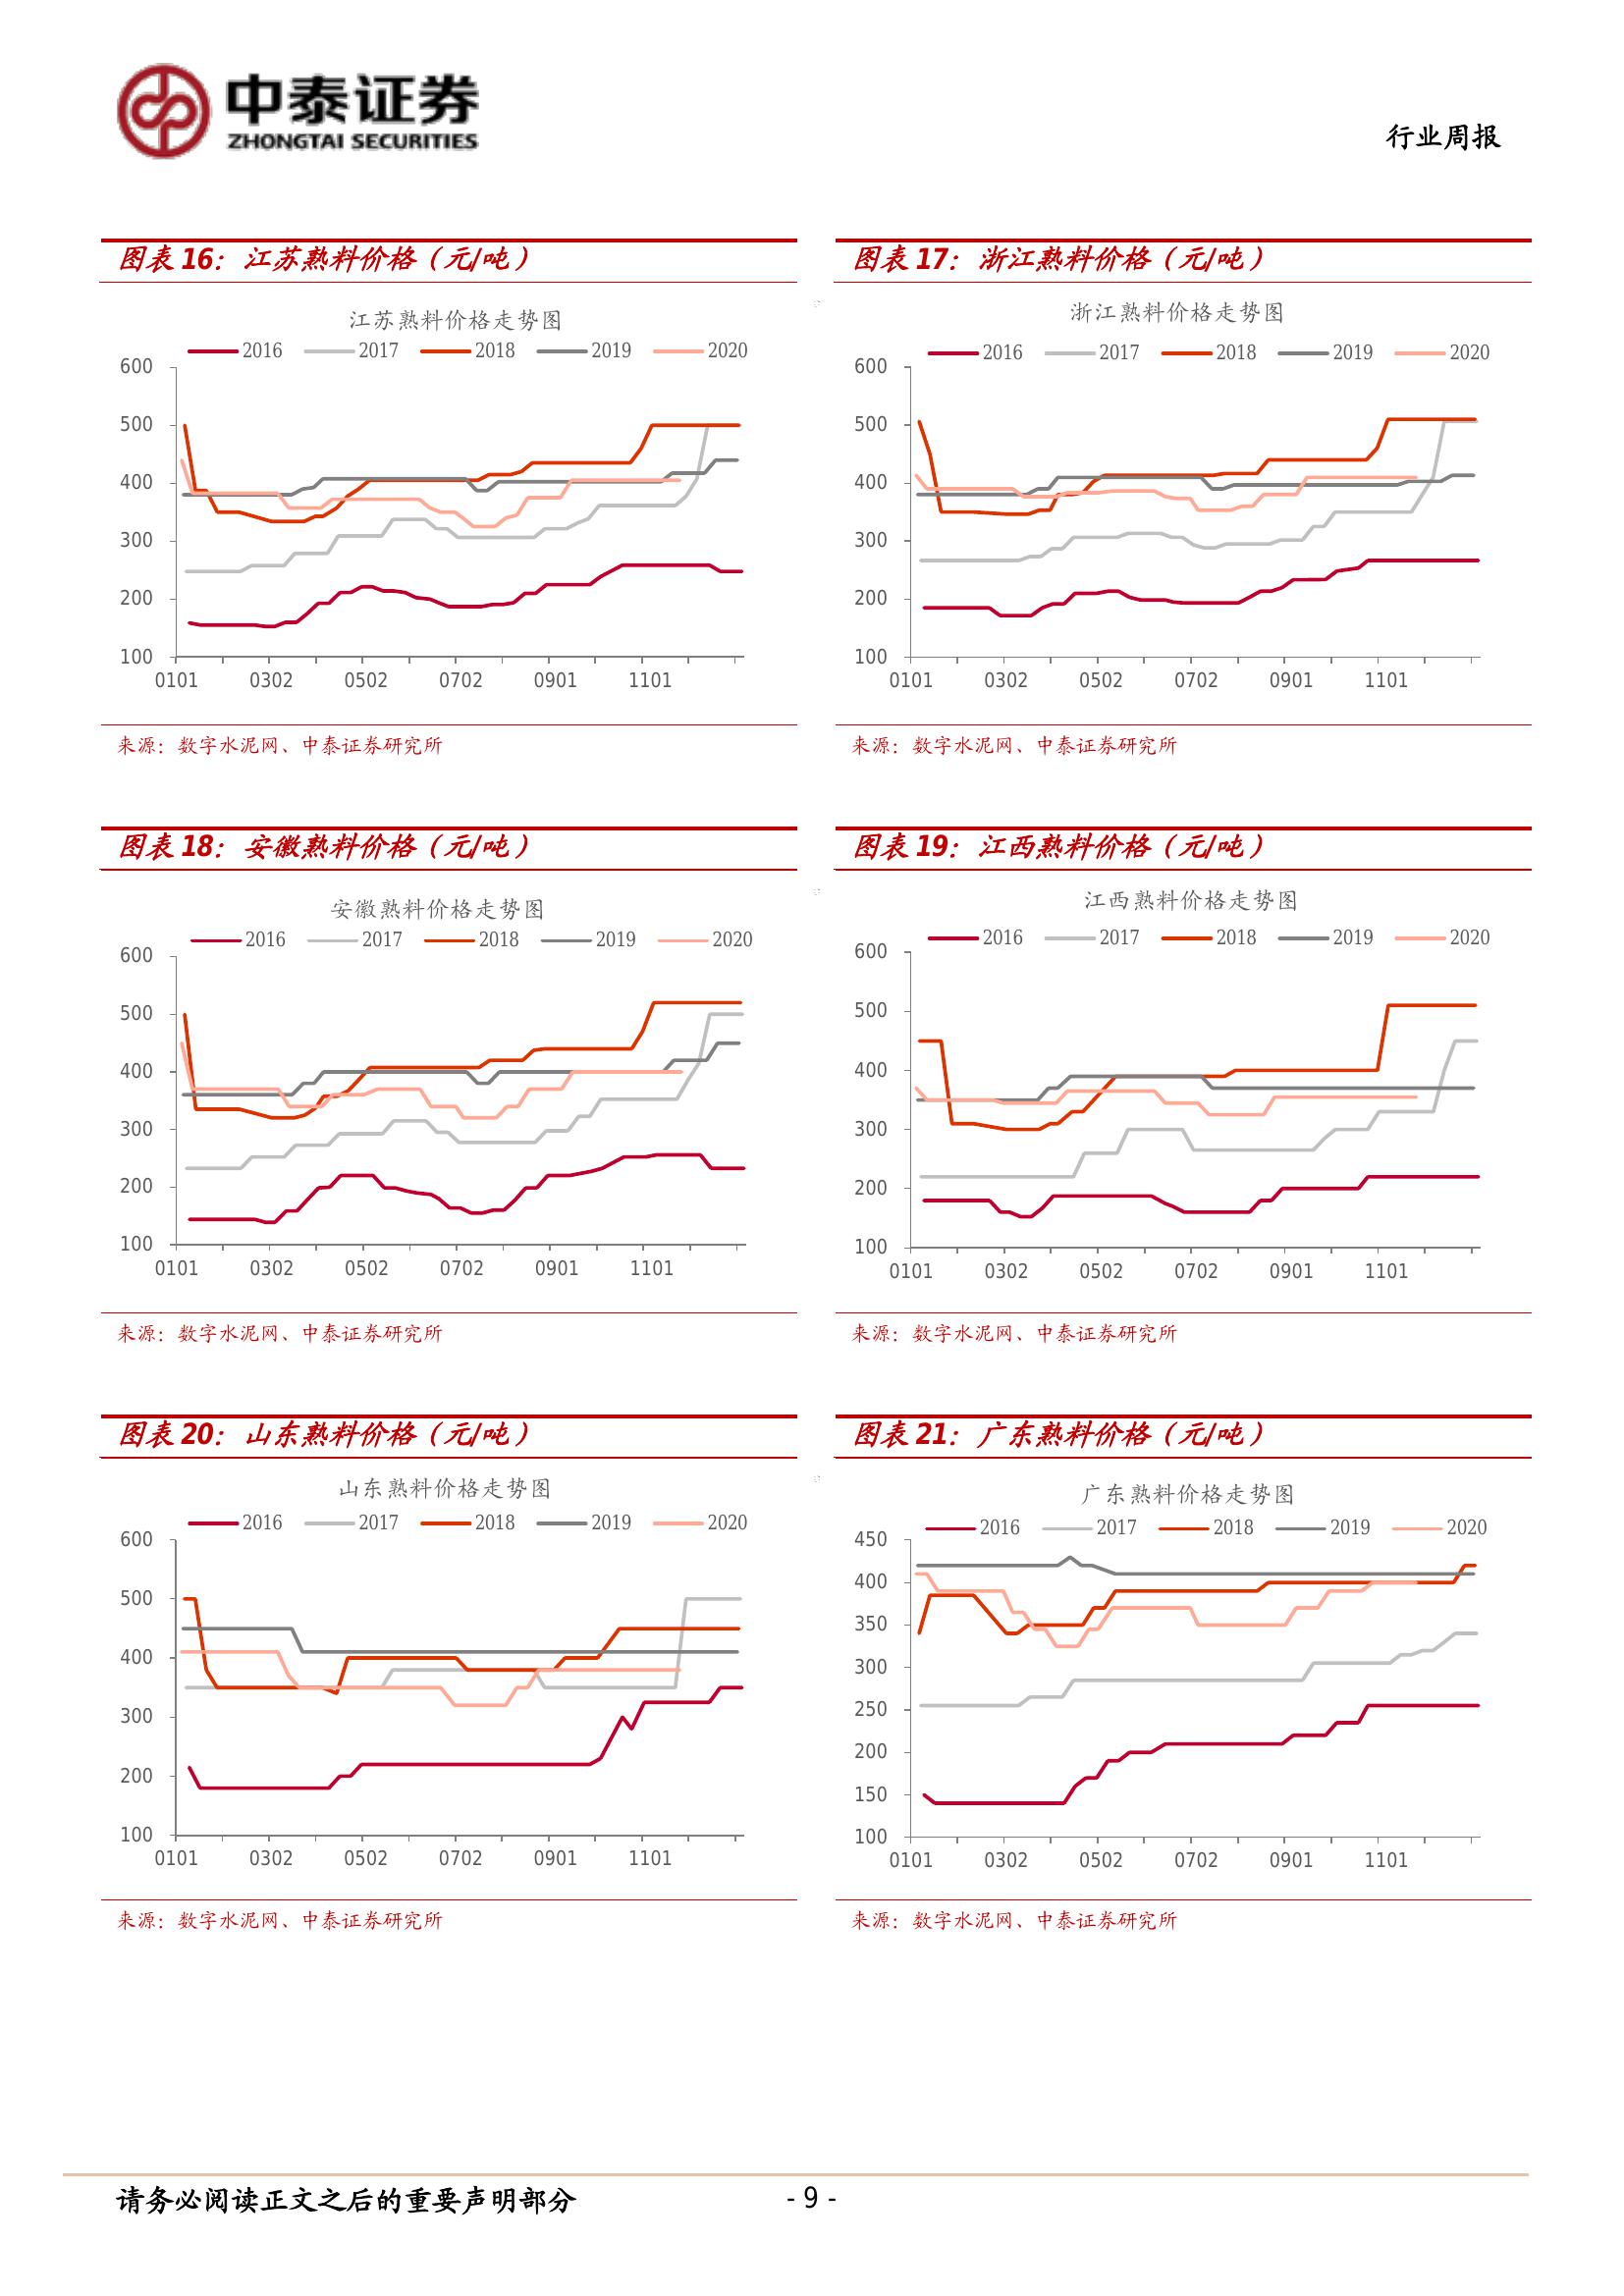 中泰证券
ZHONGTAI SECURITIES
行业周报
图表 16：江苏熟料价格（元/吨）
江苏熟料价格走势图
2016 2017 2018 2019 2020
600
500
400
300
200
100
0101 0302 0502 0702 0901 1101
来源：数字水泥网、中泰证券研究所
图表 17：浙江熟料价格（元/吨）
浙江熟料价格走势图
2016 2017 2018 2019 2020
600
500
400
300
200
100
0101 0302 0502 0702 0901 1101
来源：数字水泥网、中泰证券研究所
图表 18：安徽熟料价格（元/吨）
安徽熟料价格走势图
2016 2017 2018 2019 2020
600
500
400
300
200
100
0101 0302 0502 0702 0901 1101
来源：数字水泥网、中泰证券研究所
图表 19：江西熟料价格（元/吨）
江西熟料价格走势图
2016 2017 2018 2019 2020
600
500
400
300
200
100
0101 0302 0502 0702 0901 1101
来源：数字水泥网、中泰证券研究所
图表 20：山东熟料价格（元/吨）
山东熟料价格走势图
2016 2017 2018 2019 2020
600
500
400
300
200
100
0101 0302 0502 0702 0901 1101
来源：数字水泥网、中泰证券研究所
图表 21：广东熟料价格（元/吨）
广东熟料价格走势图
2016 2017 2018 2019 2020
450
400
350
300
250
200
150
100
0101 0302 0502 0702 0901 1101
来源：数字水泥网、中泰证券研究所
请务必阅读正文之后的重要声明部分
- 9 -